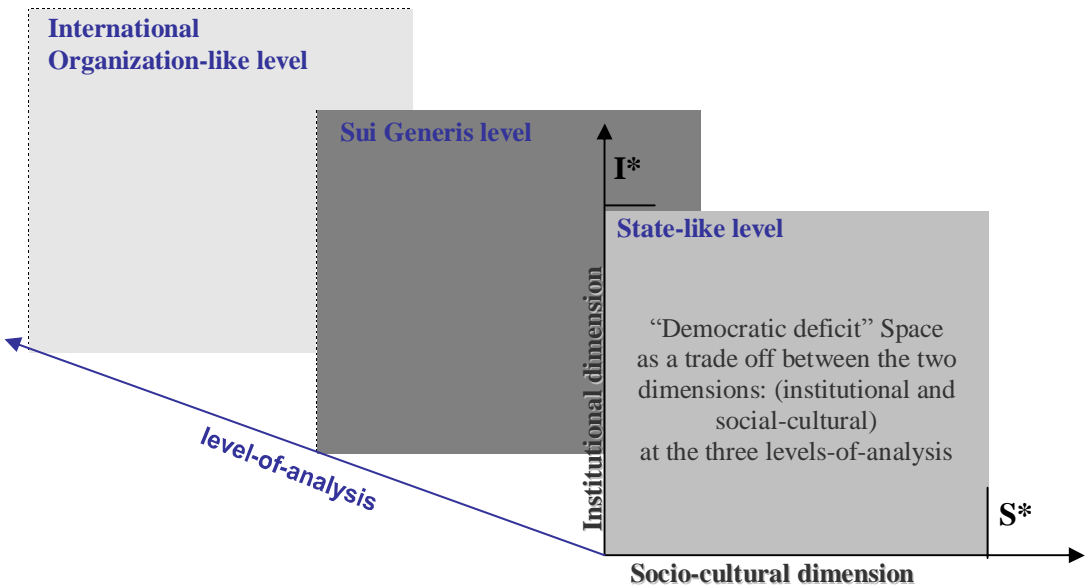 International
Organization-like level
Sui Generis level
I*
State-like level
Institutional dimension
“Democratic deficit” Space
as a trade off between the two
dimensions: (institutional and
social-cultural)
at the three levels-of-analysis
level-of-analysis
S*
Socio-cultural dimension